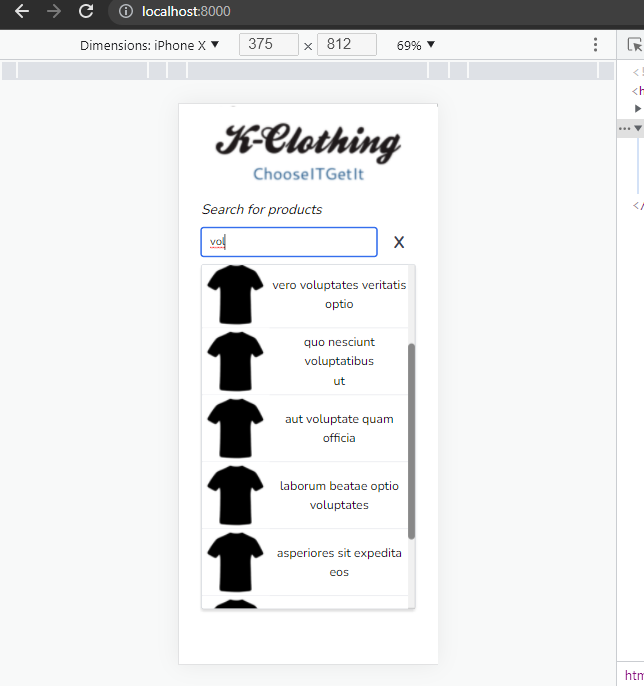 localhost:8000
Dimensions: iPhone X ▼ 375 × 812 69% ▼
K-Clothing
ChooseITGetIt
Search for products
vol
X
vero voluptates veritatis
optio
quo nesciunt
voluptatibus
ut
aut voluptate quam
officia
laborum beatae optio
voluptates
asperiores sit expedita
eos
<!
<h
</
htm